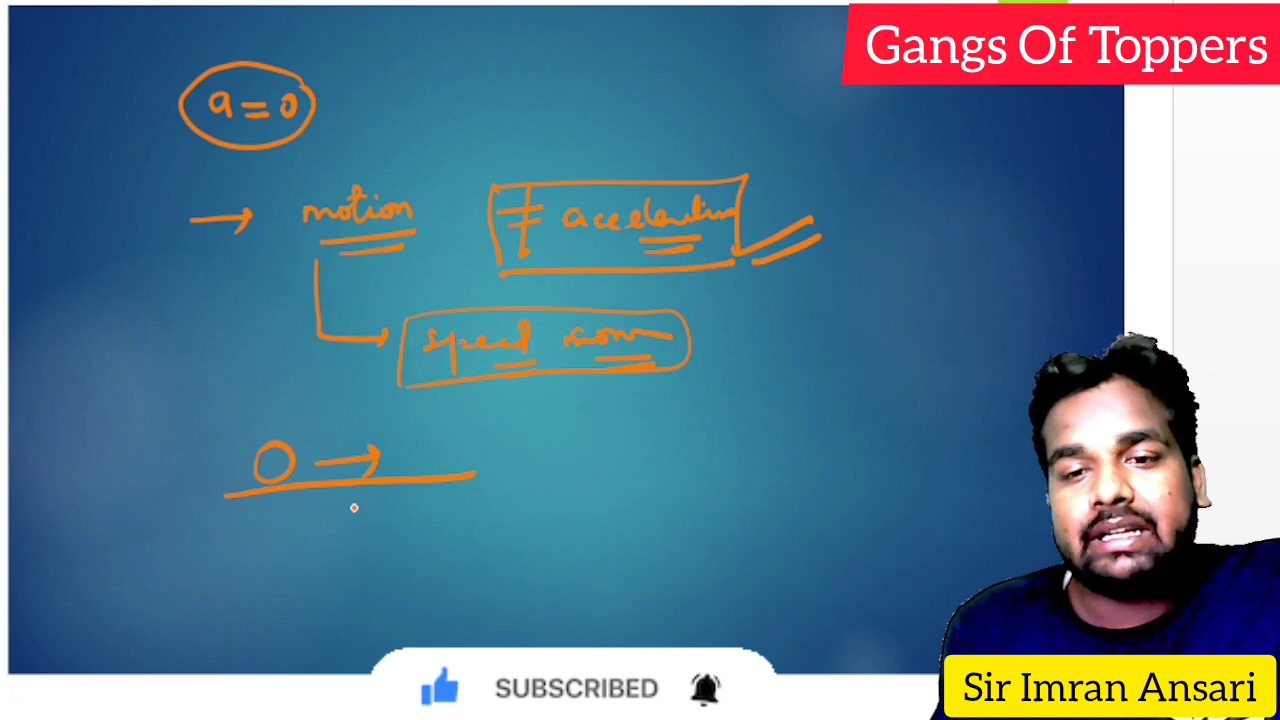 Gangs Of Toppers
a = 0
→ motion ≠ acceleration
speed
SUBSCRIBED
Sir Imran Ansari